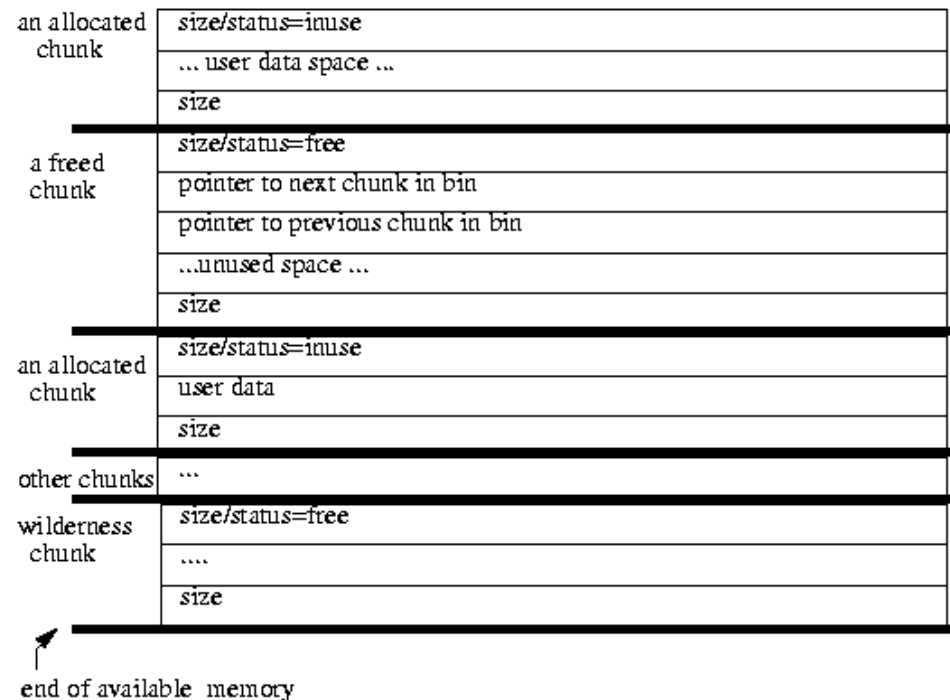 an allocated
chunk
size/status=inuse
... user data space ...
size
a freed
chunk
size/status=free
pointer to next chunk in bin
pointer to previous chunk in bin
...unused space ...
size
an allocated
chunk
size/status=inuse
user data
size
other chunks
...
wilderness
chunk
size/status=free
....
size
end of available memory